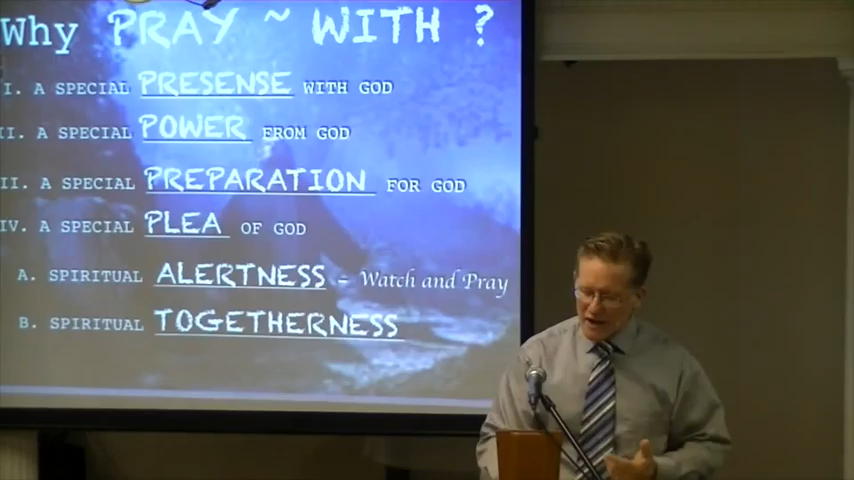 Why PRAY ~ WITH ?
I. A SPECIAL PRESENSE WITH GOD
II. A SPECIAL POWER FROM GOD
II. A SPECIAL PREPARATION FOR GOD
IV. A SPECIAL PLEA OF GOD
A. SPIRITUAL ALERTNESS - Watch and Pray
B. SPIRITUAL TOGETHERNESS